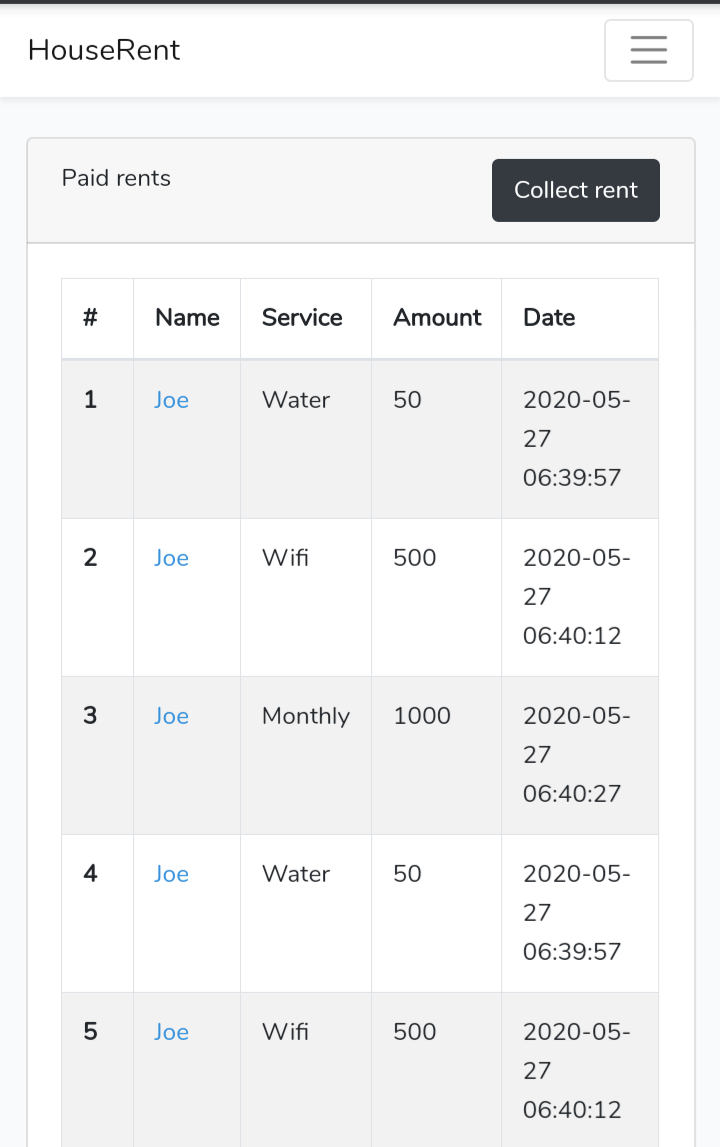 HouseRent
Paid rents
Collect rent
# Name Service Amount Date
1 Joe Water 50 2020-05-
27
06:39:57
2 Joe Wifi 500 2020-05-
27
06:40:12
3 Joe Monthly 1000 2020-05-
27
06:40:27
4 Joe Water 50 2020-05-
27
06:39:57
5 Joe Wifi 500 2020-05-
27
06:40:12